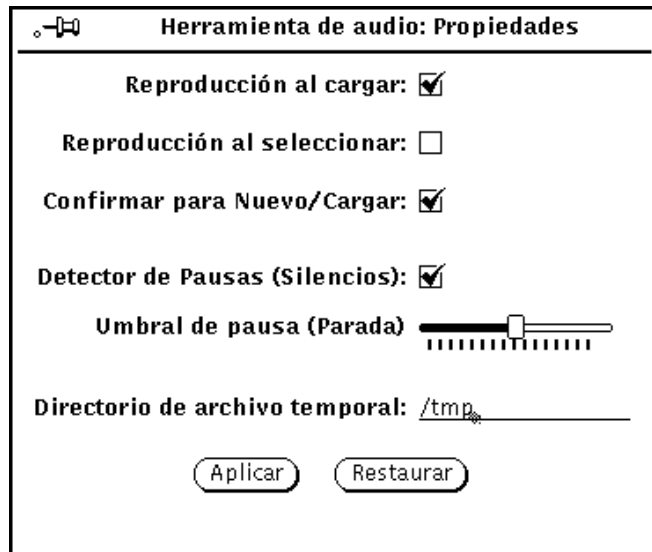 Herramienta de audio: Propiedades
Reproducción al cargar:
Reproducción al seleccionar:
Confirmar para Nuevo/Cargar:
Detector de Pausas (Silencios):
Umbral de pausa (Parada)
Directorio de archivo temporal: /tmp
Aplicar Restaurar